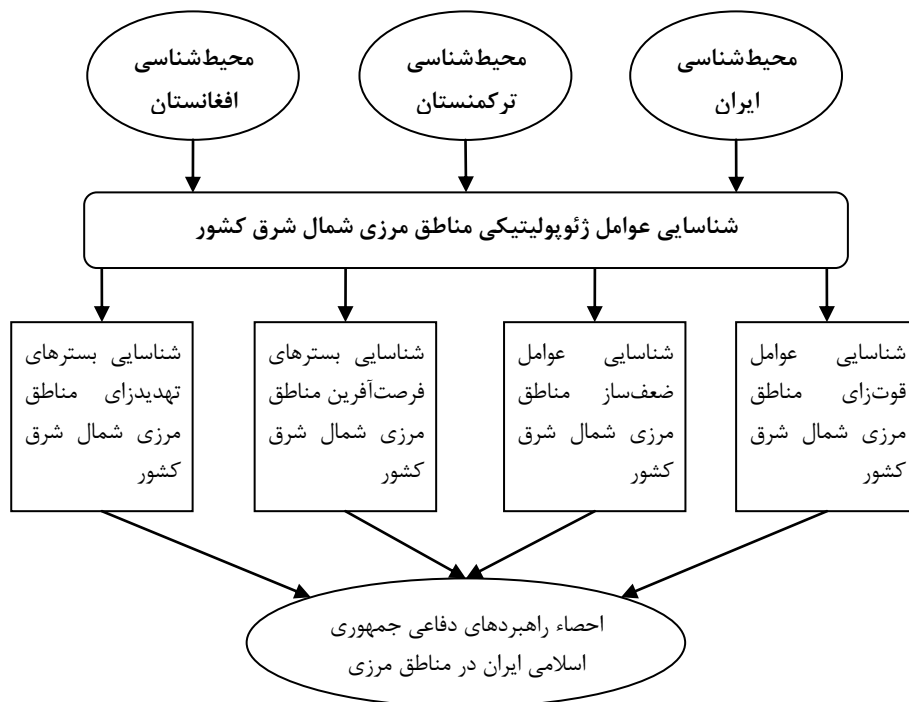 محیط‌شناسی
ایران
محیط‌شناسی
ترکمنستان
محیط‌شناسی
افغانستان
شناسایی عوامل ژئوپولیتیکی مناطق مرزی شمال شرق کشور
شناسایی عوامل
قوت‌زای مناطق
مرزی شمال شرق
کشور
شناسایی عوامل
ضعف‌ساز مناطق
مرزی شمال شرق
کشور
شناسایی بسترهای
فرصت‌آفرین مناطق
مرزی شمال شرق
کشور
شناسایی بسترهای
تهدیدزای مناطق
مرزی شمال شرق
کشور
احصاء راهبردهای دفاعی جمهوری
اسلامی ایران در مناطق مرزی